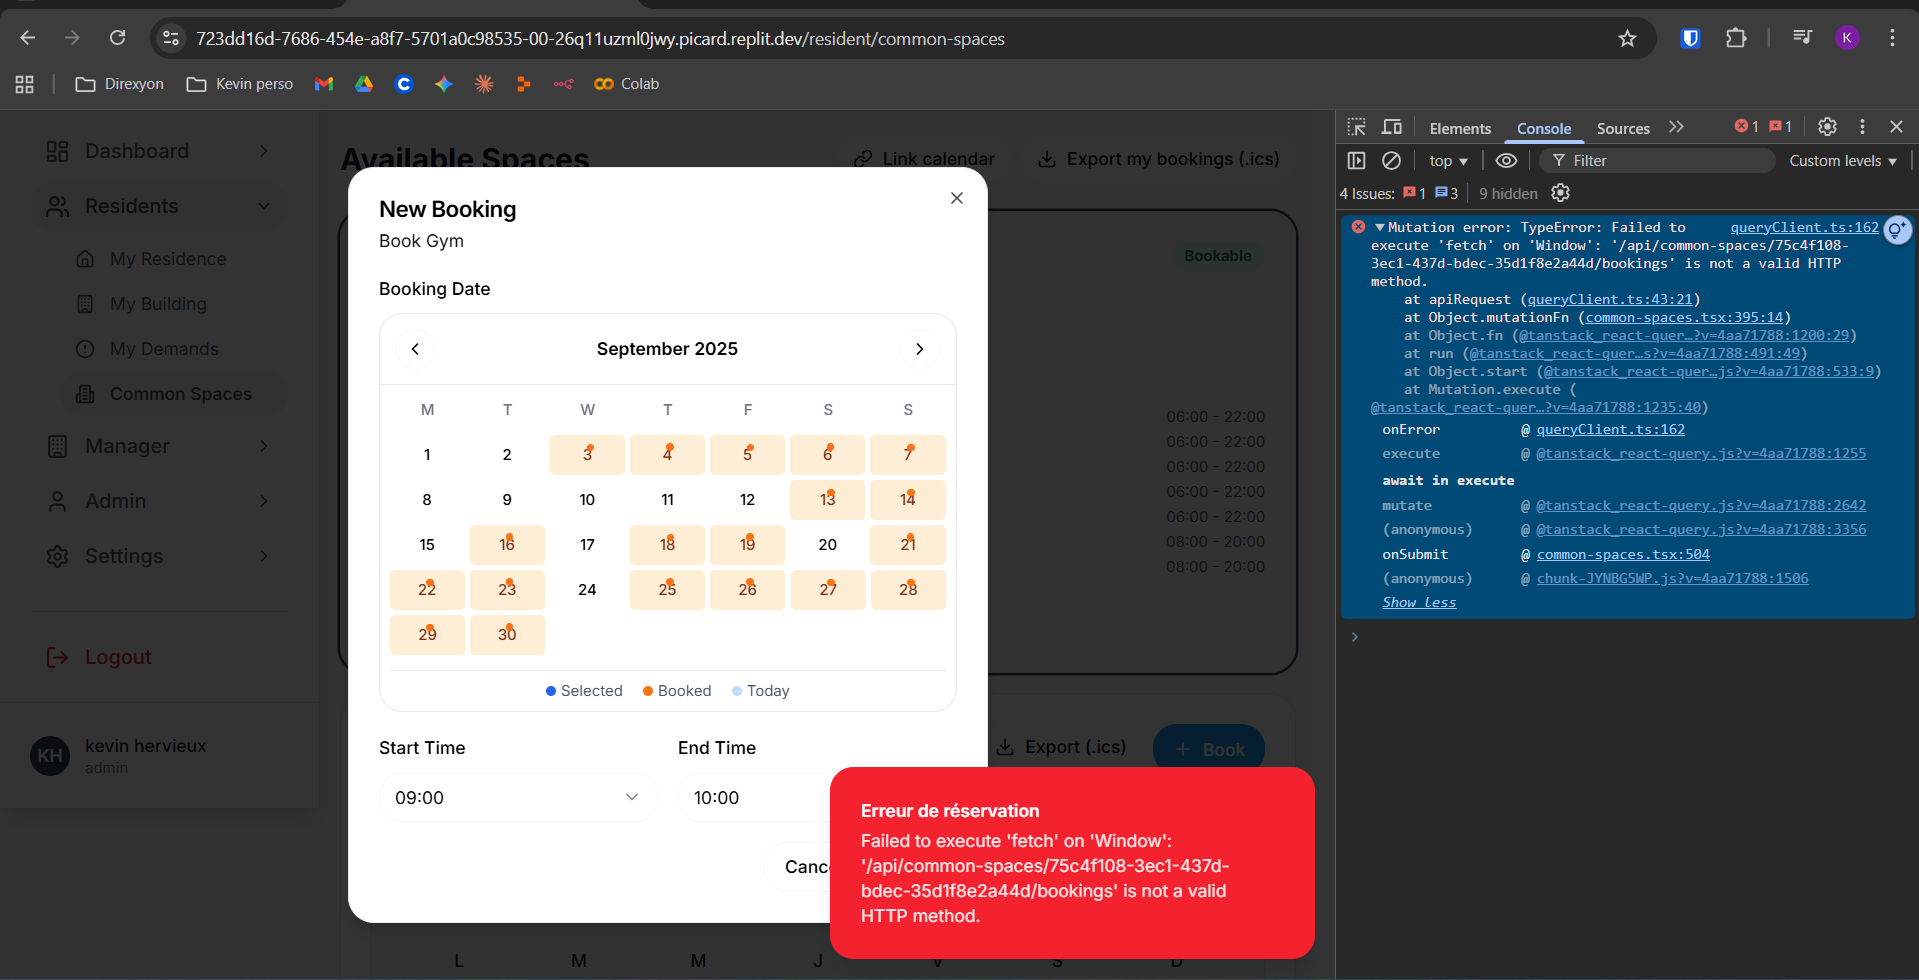 723dd16d-7686-454e-a8f7-5701a0c98535-00-26q11uzml0jwy.picard.replit.dev/resident/common-spaces
K
Direxyon
Kevin perso
Colab
Dashboard
Residents
My Residence
My Building
My Demands
Common Spaces
Manager
Admin
Settings
Logout
KH
kevin hervieux
admin
Available Spaces
Link calendar
Export my bookings (.ics)
Bookable
06:00 - 22:00
06:00 - 22:00
06:00 - 22:00
06:00 - 22:00
06:00 - 22:00
08:00 - 20:00
08:00 - 20:00
Export (.ics)
+ Book
New Booking
Book Gym
Booking Date
September 2025
M T W T F S S
1 2 3 4 5 6 7
8 9 10 11 12 13 14
15 16 17 18 19 20 21
22 23 24 25 26 27 28
29 30
Selected Booked Today
Start Time End Time
09:00 10:00
Erreur de réservation
Failed to execute 'fetch' on 'Window':
'/api/common-spaces/75c4f108-3ec1-437d-
bdec-35d1f8e2a44d/bookings' is not a valid
HTTP method.
L M M J V S D
Elements Console Sources 1 1
top Filter Custom levels
4 Issues: 1 3 9 hidden
Mutation error: TypeError: Failed to queryClient.ts:162
execute 'fetch' on 'Window': '/api/common-spaces/75c4f108-
3ec1-437d-bdec-35d1f8e2a44d/bookings' is not a valid HTTP
method.
at apiRequest (queryClient.ts:43:21)
at Object.mutationFn (common-spaces.tsx:395:14)
at Object.fn (@tanstack_react-quer…?v=4aa71788:1200:29)
at run (@tanstack_react-quer…s?v=4aa71788:491:49)
at Object.start (@tanstack_react-quer…js?v=4aa71788:533:9)
at Mutation.execute (
@tanstack_react-quer…?v=4aa71788:1235:40)
onError @ queryClient.ts:162
execute @ @tanstack_react-query.js?v=4aa71788:1255
await in execute
mutate @ @tanstack_react-query.js?v=4aa71788:2642
(anonymous) @ @tanstack_react-query.js?v=4aa71788:3356
onSubmit @ common-spaces.tsx:504
(anonymous) @ chunk-JYNBG5WP.js?v=4aa71788:1506
Show less